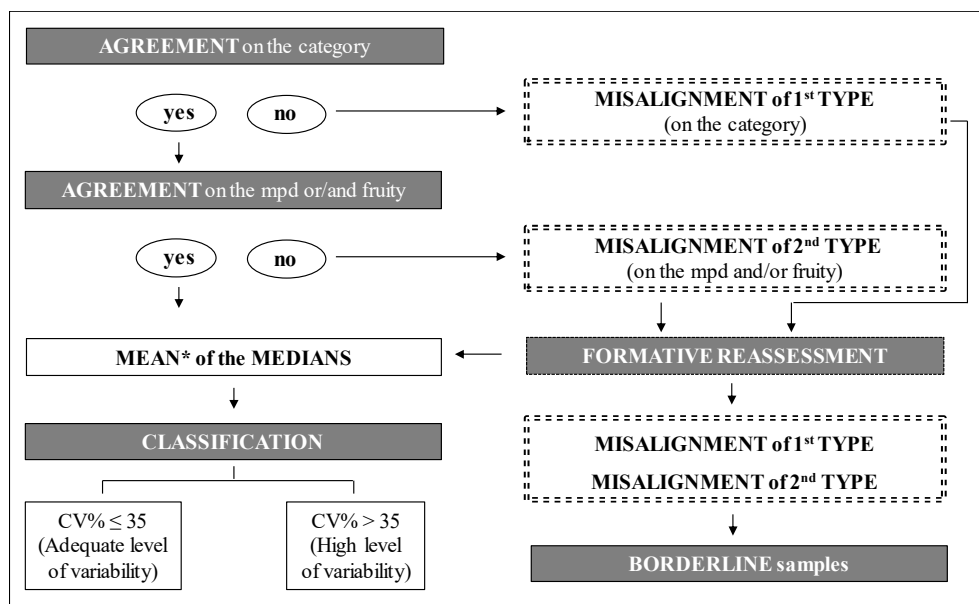 AGREEMENT on the category
yes
no
MISALIGNMENT of 1st TYPE
(on the category)
AGREEMENT on the mpd or/and fruity
yes
no
MISALIGNMENT of 2nd TYPE
(on the mpd and/or fruity)
MEAN* of the MEDIANS
FORMATIVE REASSESSMENT
CLASSIFICATION
MISALIGNMENT of 1st TYPE
MISALIGNMENT of 2nd TYPE
CV% ≤ 35
(Adequate level
of variability)
CV% > 35
(High level
of variability)
BORDERLINE samples